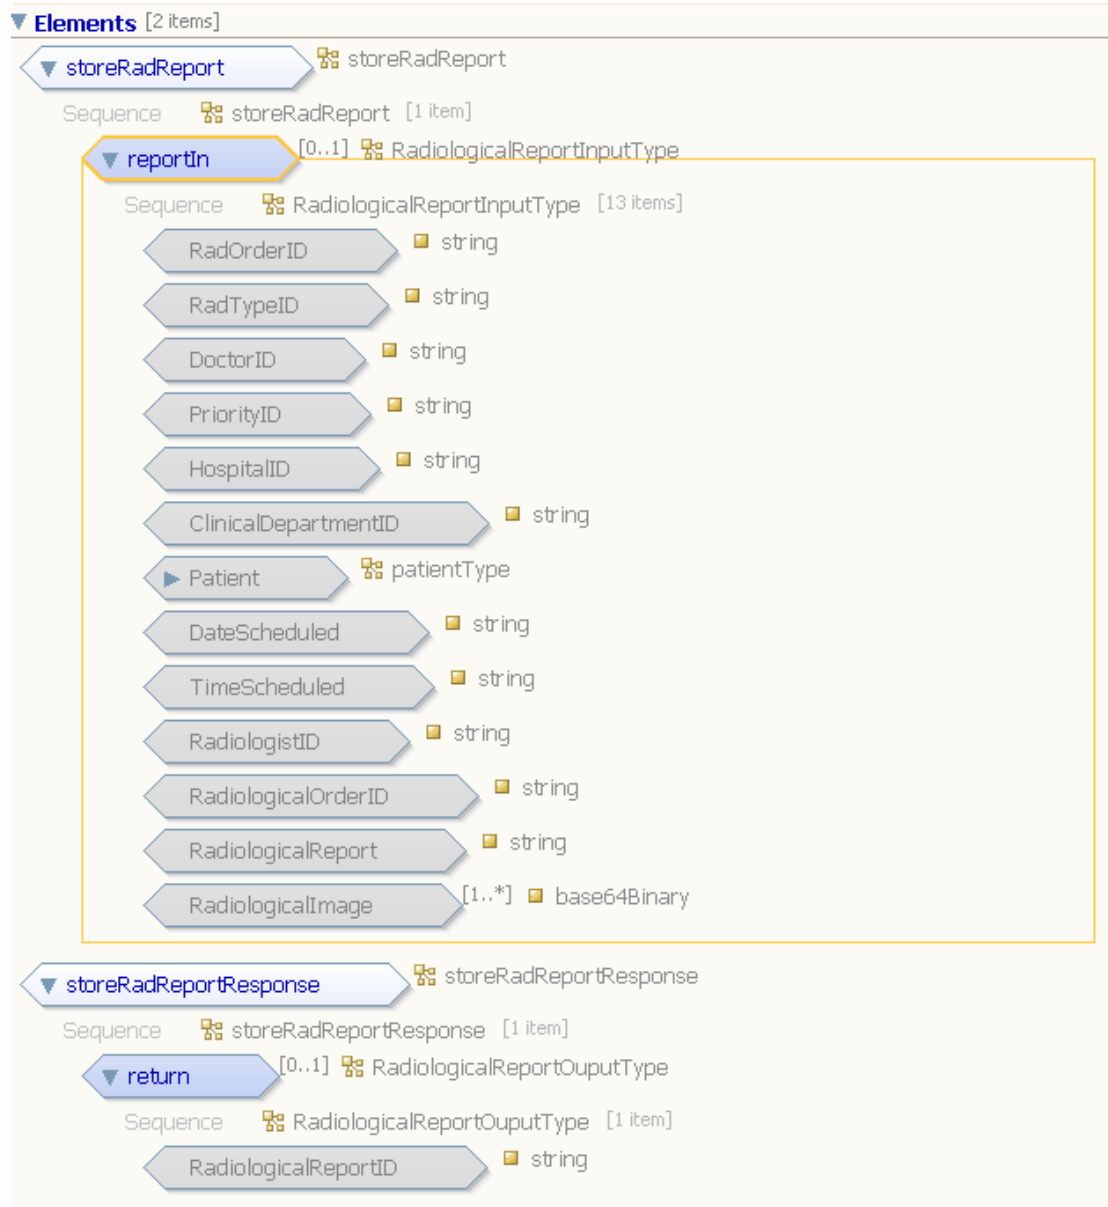 Elements [2 items]
storeRadReport storeRadReport
Sequence storeRadReport [1 item]
reportIn [0..1] RadiologicalReportInputType
Sequence RadiologicalReportInputType [13 items]
RadOrderID string
RadTypeID string
DoctorID string
PriorityID string
HospitalID string
ClinicalDepartmentID string
Patient patientType
DateScheduled string
TimeScheduled string
RadiologistID string
RadiologicalOrderID string
RadiologicalReport string
RadiologicalImage [1..*] base64Binary
storeRadReportResponse storeRadReportResponse
Sequence storeRadReportResponse [1 item]
return [0..1] RadiologicalReportOuputType
Sequence RadiologicalReportOuputType [1 item]
RadiologicalReportID string